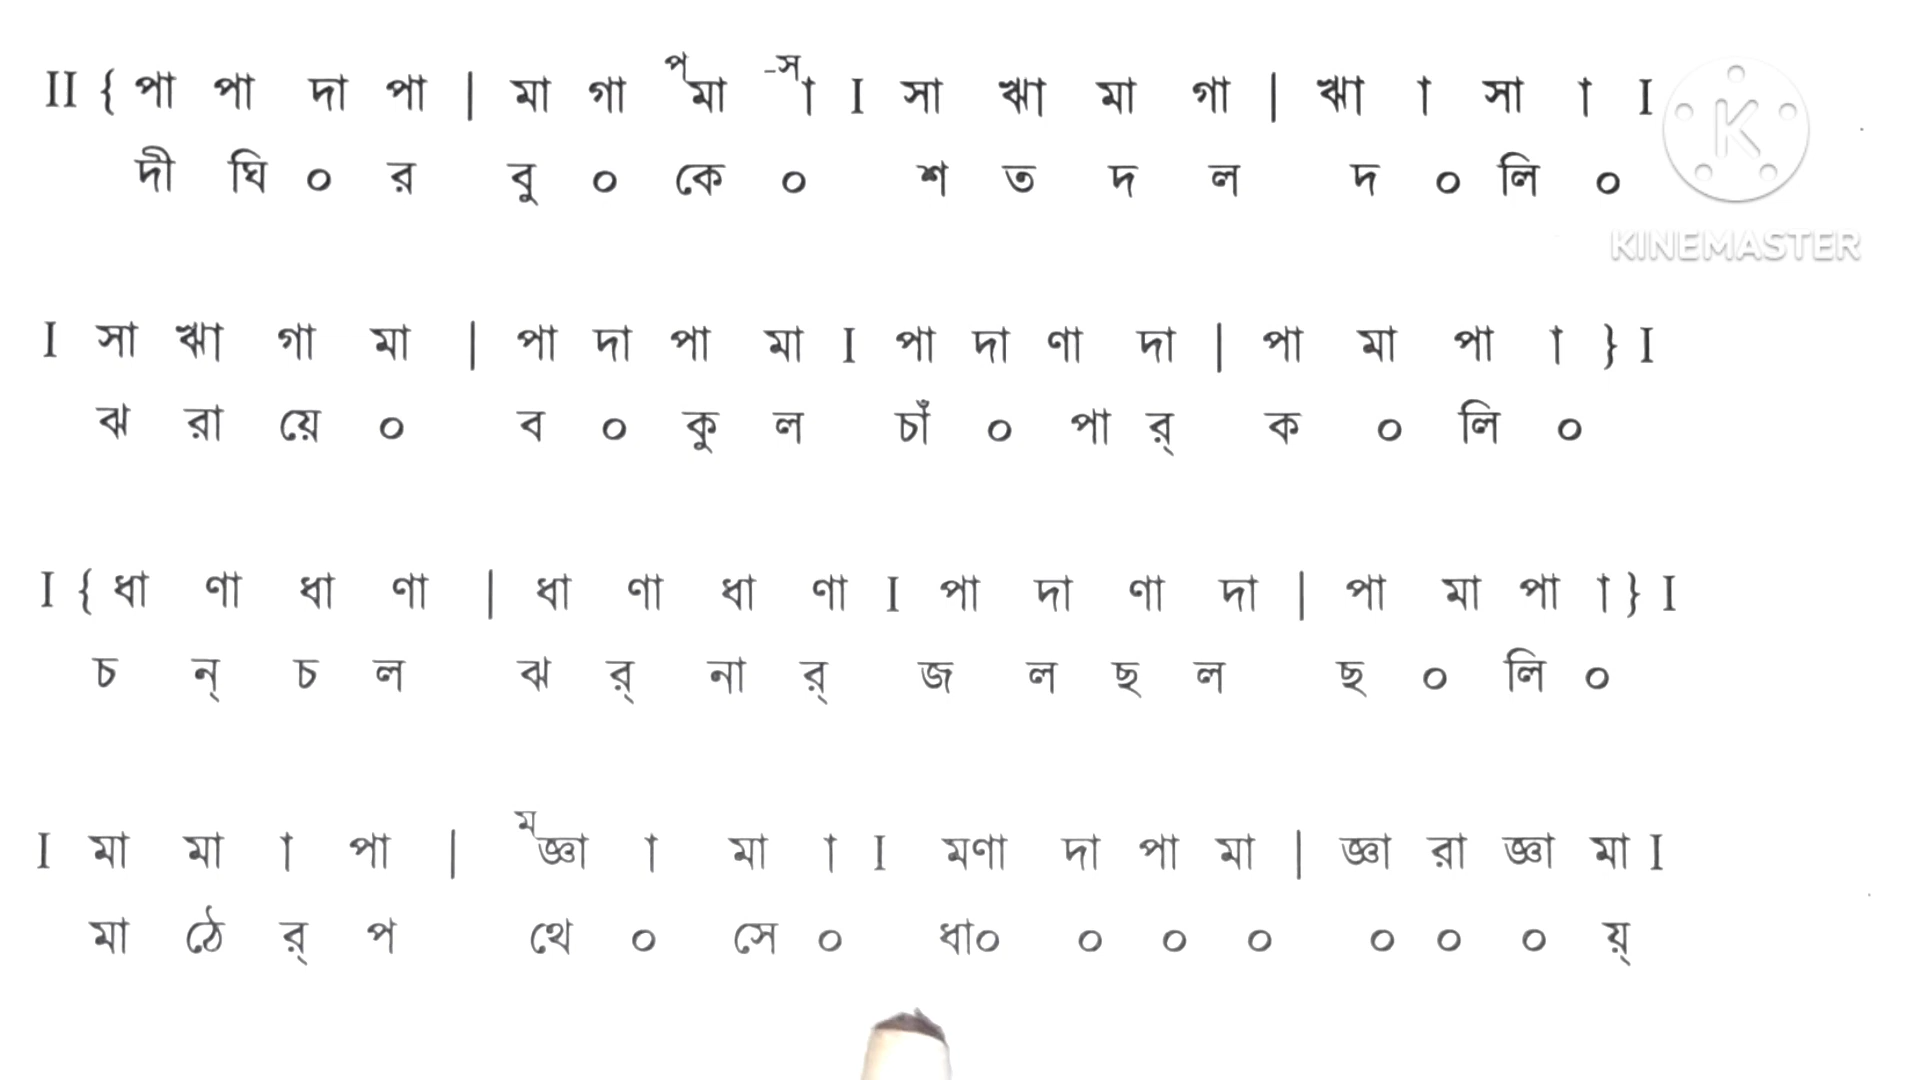 II { পা পা দা পা | মা গা ᵖমা -সা I সা ঋা মা গা | ঋা া সা া I
দী ঘি ০ র বু ০ কে ০ শ ত দ ল দ ০ লি ০
KINEMASTER
I সা ঋা গা মা | পা দা পা মা I পা দা ণা দা | পা মা পা া } I
ঝ রা য়ে ০ ব ০ কু ল চাঁ ০ পা র্ ক ০ লি ০
I { ধা ণা ধা ণা | ধা ণা ধা ণা I পা দা ণা দা | পা মা পা া } I
চ ন্ চ ল ঝ র্ না র্ জ ল ছ ল ছ ০ লি ০
I মা মা া পা | মজ্ঞা া মা া I মণা দা পা মা | জ্ঞা রা জ্ঞা মা I
মা ঠে র্ প থে ০ সে ০ ধা০ ০ ০ ০ ০ ০ ০ য়্